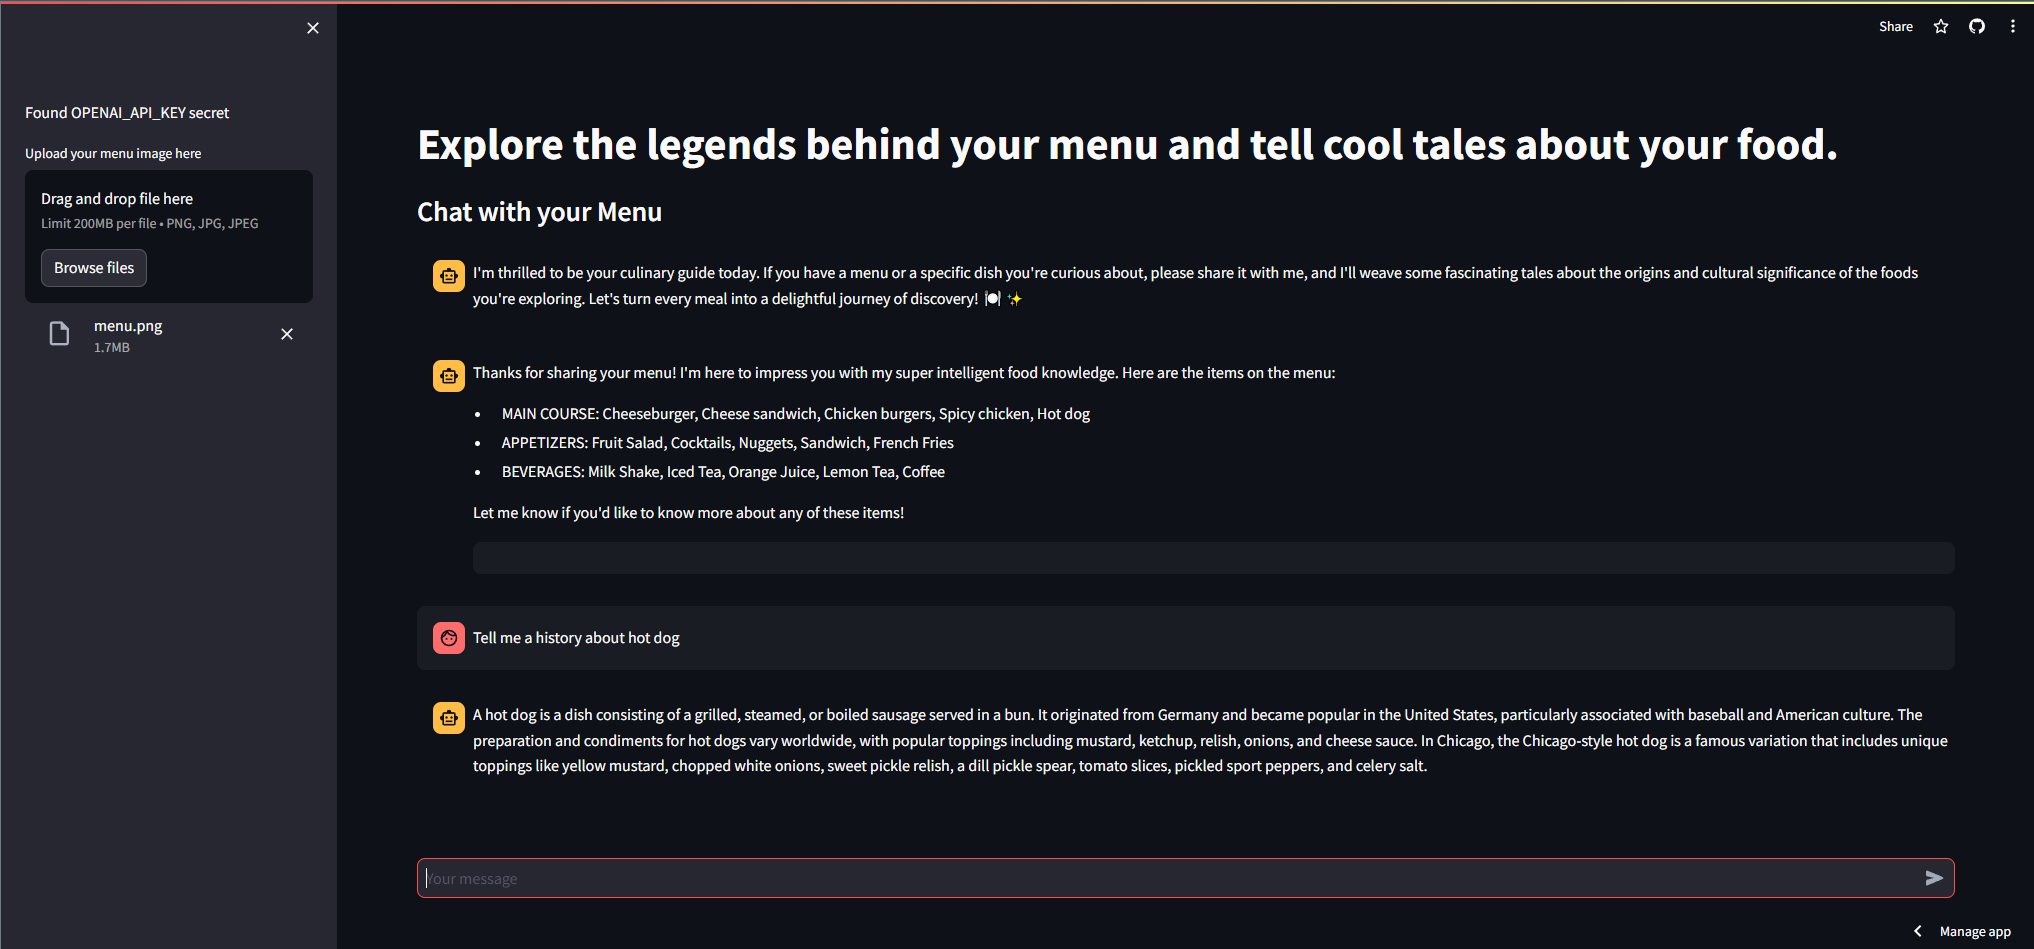 Share
Found OPENAI_API_KEY secret
Upload your menu image here
Drag and drop file here
Limit 200MB per file • PNG, JPG, JPEG
Browse files
menu.png
1.7MB
Explore the legends behind your menu and tell cool tales about your food.
Chat with your Menu
I'm thrilled to be your culinary guide today. If you have a menu or a specific dish you're curious about, please share it with me, and I'll weave some fascinating tales about the origins and cultural significance of the foods
you're exploring. Let's turn every meal into a delightful journey of discovery! 🍽️ ✨
Thanks for sharing your menu! I'm here to impress you with my super intelligent food knowledge. Here are the items on the menu:
• MAIN COURSE: Cheeseburger, Cheese sandwich, Chicken burgers, Spicy chicken, Hot dog
• APPETIZERS: Fruit Salad, Cocktails, Nuggets, Sandwich, French Fries
• BEVERAGES: Milk Shake, Iced Tea, Orange Juice, Lemon Tea, Coffee
Let me know if you'd like to know more about any of these items!
Tell me a history about hot dog
A hot dog is a dish consisting of a grilled, steamed, or boiled sausage served in a bun. It originated from Germany and became popular in the United States, particularly associated with baseball and American culture. The
preparation and condiments for hot dogs vary worldwide, with popular toppings including mustard, ketchup, relish, onions, and cheese sauce. In Chicago, the Chicago-style hot dog is a famous variation that includes unique
toppings like yellow mustard, chopped white onions, sweet pickle relish, a dill pickle spear, tomato slices, pickled sport peppers, and celery salt.
Your message
Manage app